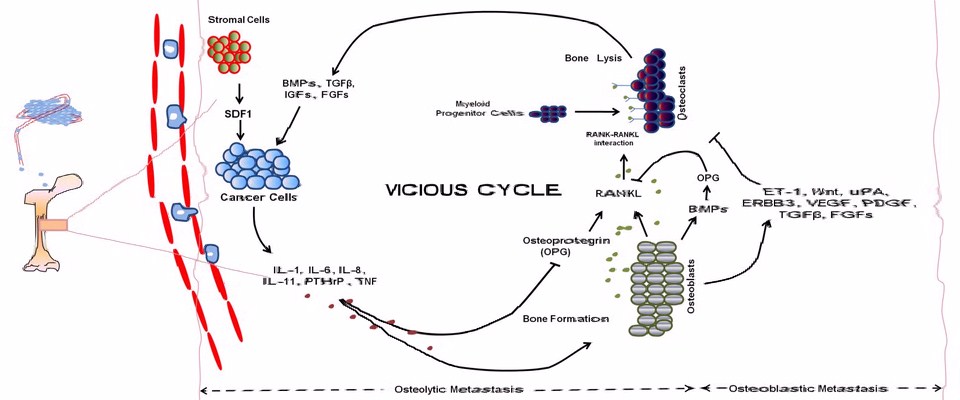 Stromal Cells
SDF1
BMPs, TGFβ,
IGFs, FGFs
Cancer Cells
IL-1, IL-6, IL-8,
IL-11, PTHrP, TNF
VICIOUS CYCLE
Bone Lysis
Osteoclasts
Myeloid
Progenitor Cells
RANK-RANKL
interaction
RANKL
OPG
BMPs
Osteoprotegrin
(OPG)
Osteoblasts
Bone Formation
ET-1, Wnt, uPA,
ERBB3, VEGF, PDGF,
TGFβ, FGFs
Osteolytic Metastasis
Osteoblastic Metastasis